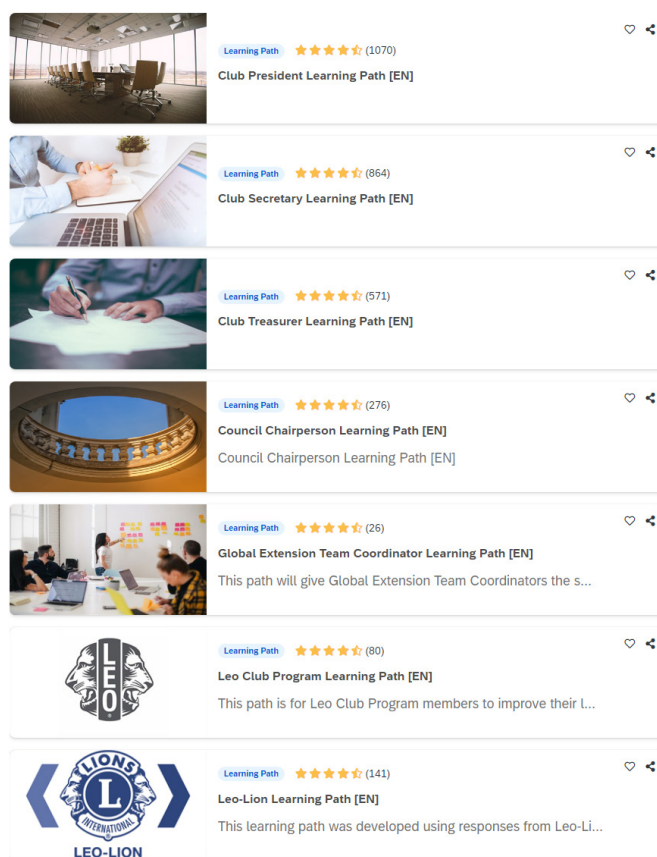 Learning Path (1070)
Club President Learning Path [EN]
Learning Path (864)
Club Secretary Learning Path [EN]
Learning Path (571)
Club Treasurer Learning Path [EN]
Learning Path (276)
Council Chairperson Learning Path [EN]
Council Chairperson Learning Path [EN]
Learning Path (26)
Global Extension Team Coordinator Learning Path [EN]
This path will give Global Extension Team Coordinators the s...
LEO
Learning Path (80)
Leo Club Program Learning Path [EN]
This path is for Leo Club Program members to improve their l...
LIONS
L
INTERNATIONAL
LEO-LION
Learning Path (141)
Leo-Lion Learning Path [EN]
This learning path was developed using responses from Leo-Li...